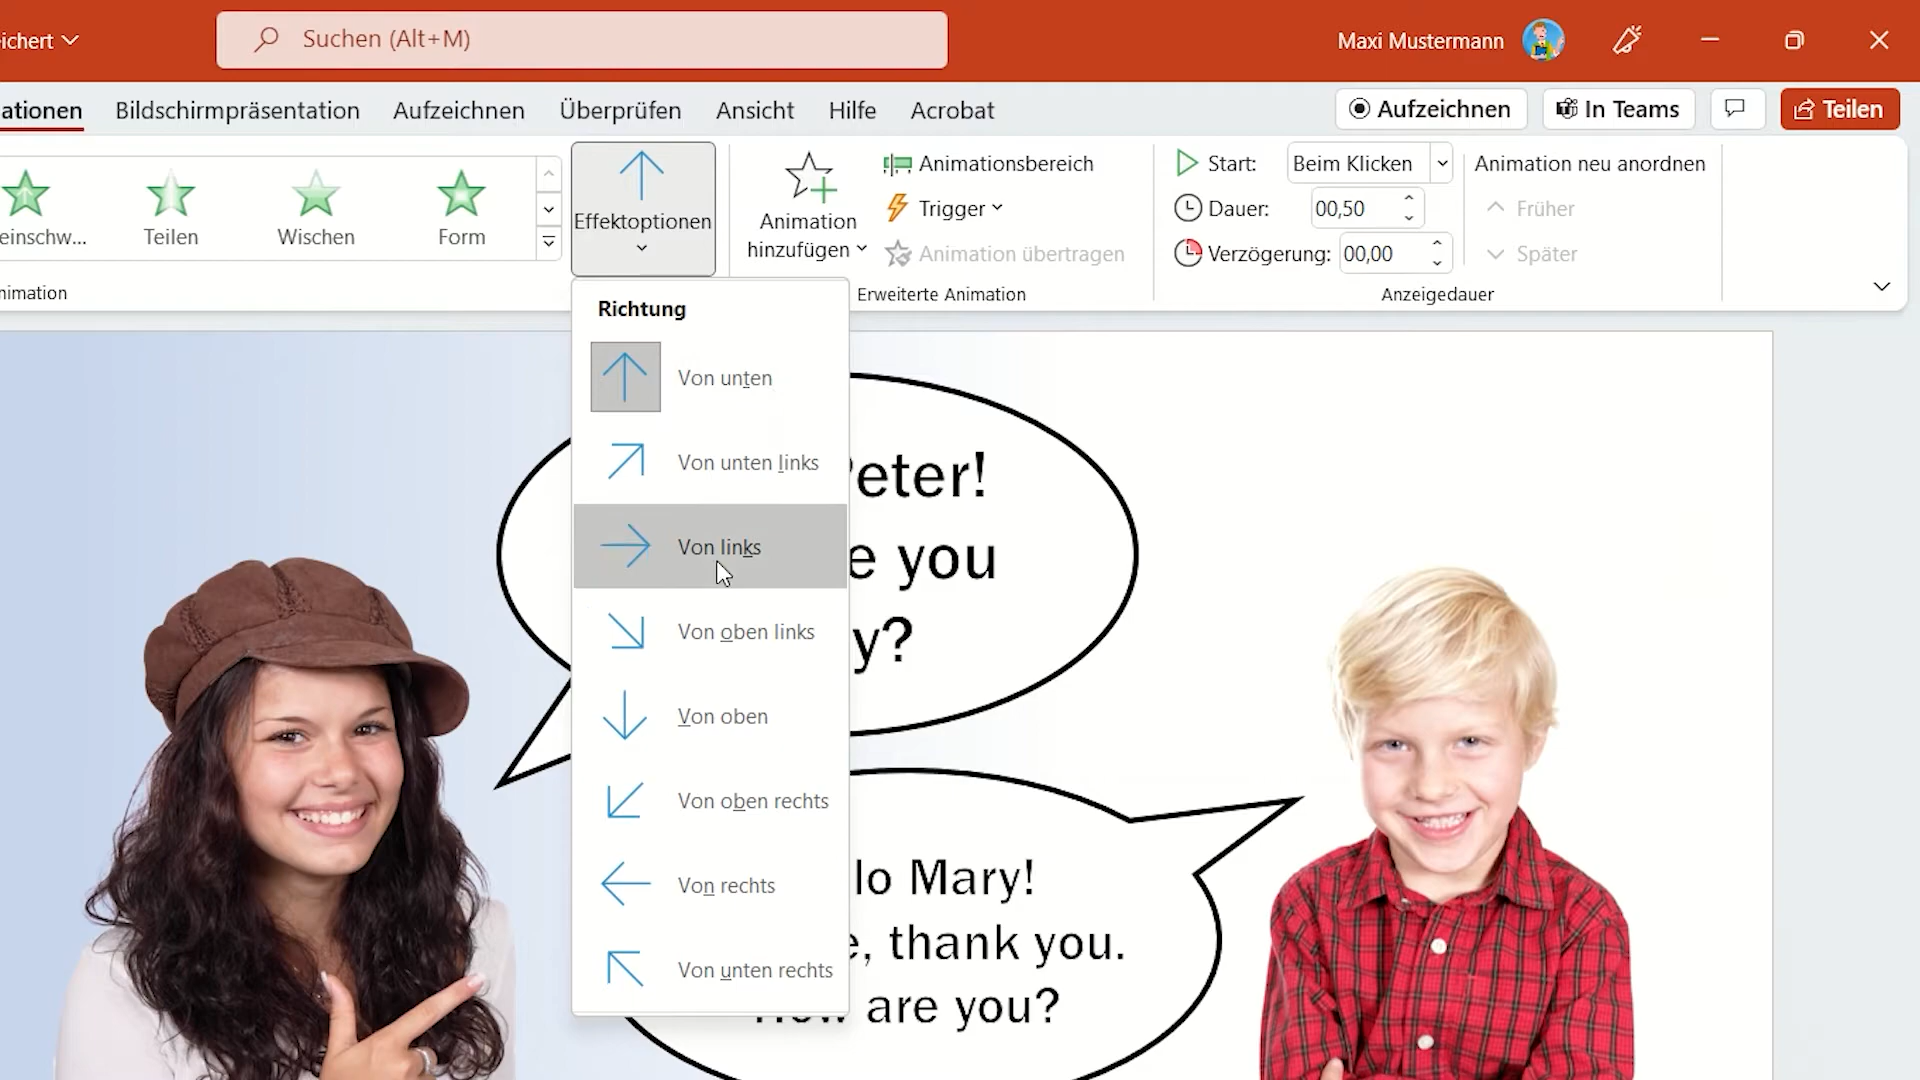 ichert
Suchen (Alt+M)
Maxi Mustermann
ationen
Bildschirmpräsentation
Aufzeichnen
Überprüfen
Ansicht
Hilfe
Acrobat
Aufzeichnen
In Teams
Teilen
einschw...
Teilen
Wischen
Form
Effektoptionen
Animation
hinzufügen
Animationsbereich
Trigger
Animation übertragen
Start:
Beim Klicken
Dauer:
00,50
Verzögerung:
00,00
Animation neu anordnen
Früher
Später
nimation
Erweiterte Animation
Anzeigedauer
Richtung
Von unten
Von unten links
Von links
Von oben links
Von oben
Von oben rechts
Von rechts
Von unten rechts
eter!
e you
y?
lo Mary!
e, thank you.
How are you?